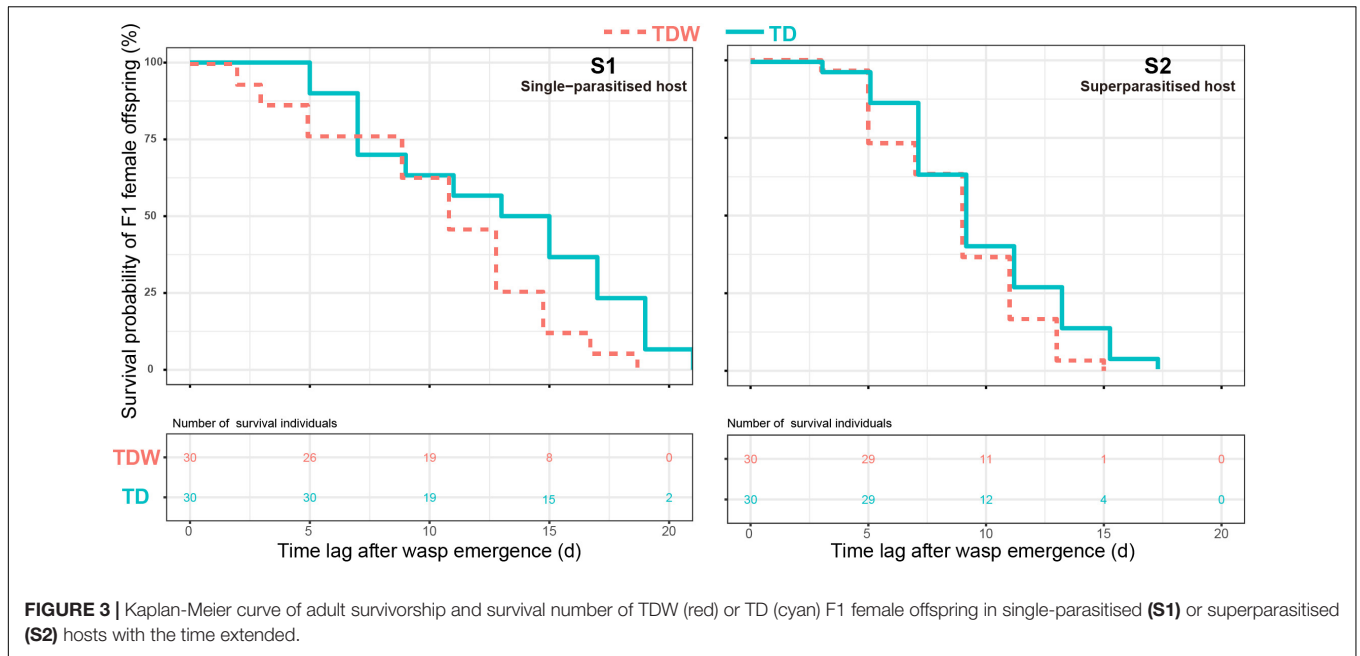 TDW TD
Survival probability of F1 female offspring (%)
100
75
50
25
0
S1
Single-parasitised host
S2
Superparasitised host
Number of survival individuals
TDW 30 26 19 8 0
TD 30 30 19 15 2
0 5 10 15 20
Time lag after wasp emergence (d)
Number of survival individuals
30 29 11 1 0
30 29 12 4 0
0 5 10 15 20
Time lag after wasp emergence (d)
FIGURE 3 | Kaplan-Meier curve of adult survivorship and survival number of TDW (red) or TD (cyan) F1 female offspring in single-parasitised (S1) or superparasitised
(S2) hosts with the time extended.